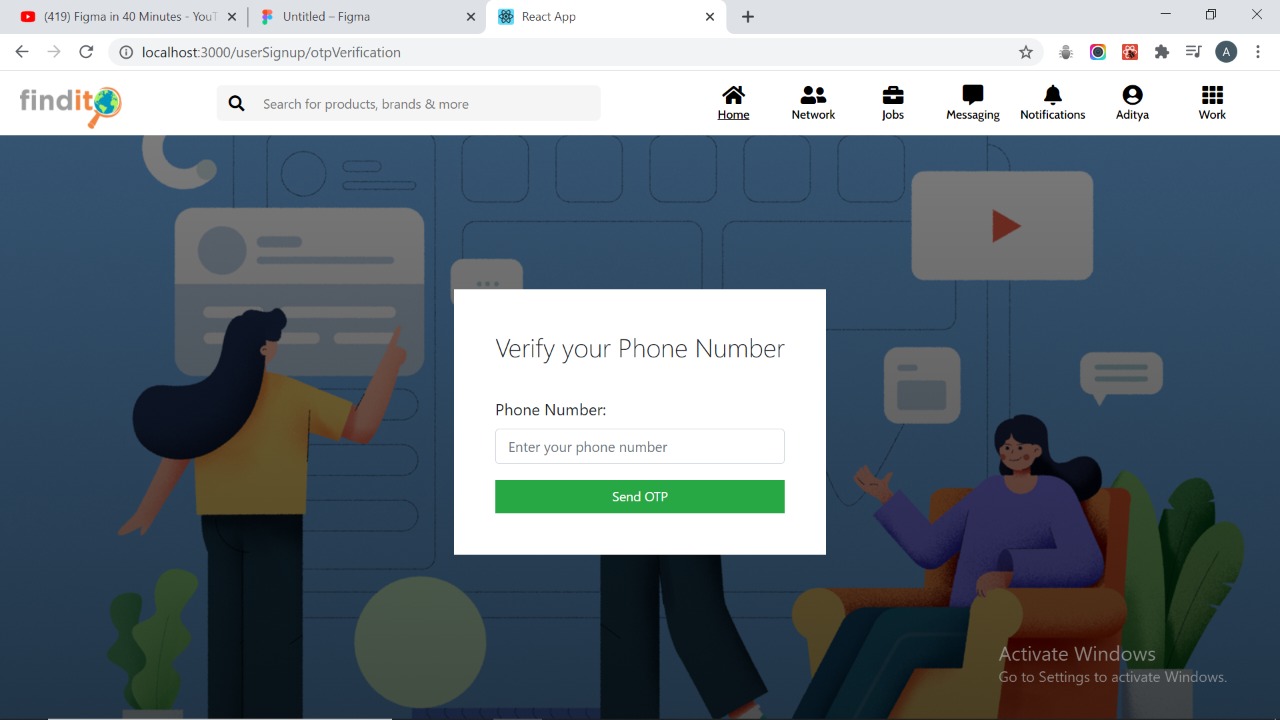 (419) Figma in 40 Minutes - YouT
Untitled – Figma
React App
localhost:3000/userSignup/otpVerification
A
findit
Search for products, brands & more
Home
Network
Jobs
Messaging
Notifications
Aditya
Work
Verify your Phone Number
Phone Number:
Enter your phone number
Send OTP
Activate Windows
Go to Settings to activate Windows.